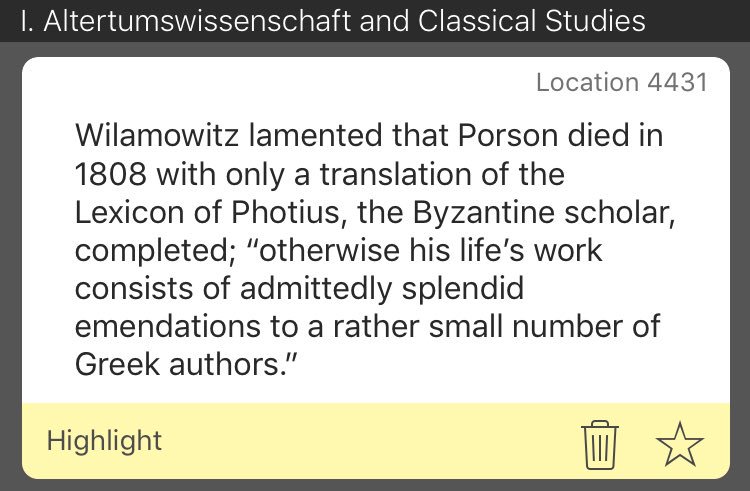 I. Altertumswissenschaft and Classical Studies
Location 4431
Wilamowitz lamented that Porson died in
1808 with only a translation of the
Lexicon of Photius, the Byzantine scholar,
completed; “otherwise his life’s work
consists of admittedly splendid
emendations to a rather small number of
Greek authors.”
Highlight